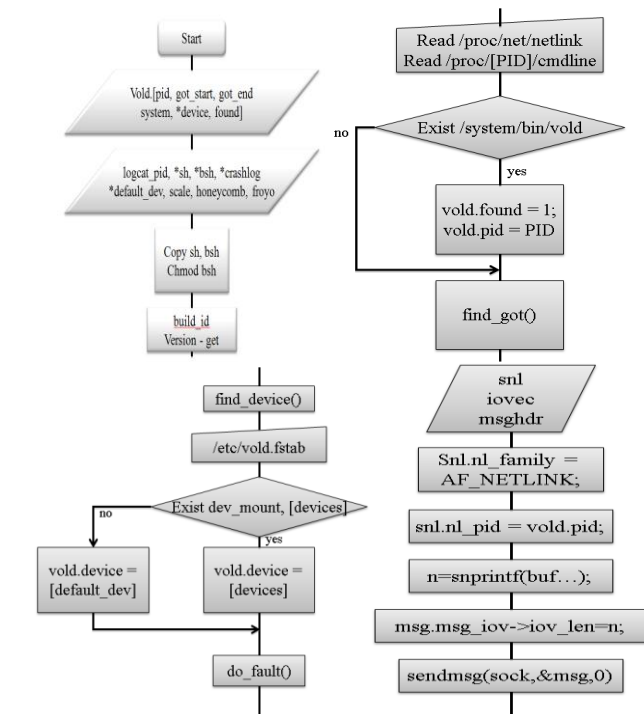 Start
Vold.[pid, got_start, got_end
system, *device, found]
logcat_pid, *sh, *bsh, *crashlog
*default_dev, scale, honeycomb, froyo
Copy sh, bsh
Chmod bsh
build_id
Version - get
find_device()
/etc/vold.fstab
Exist dev_mount, [devices]
no
yes
vold.device =
[default_dev]
vold.device =
[devices]
do_fault()
Read /proc/net/netlink
Read /proc/[PID]/cmdline
Exist /system/bin/vold
no
yes
vold.found = 1;
vold.pid = PID
find_got()
snl
iovec
msghdr
Snl.nl_family =
AF_NETLINK;
snl.nl_pid = vold.pid;
n=snprintf(buf…);
msg.msg_iov->iov_len=n;
sendmsg(sock,&msg,0)